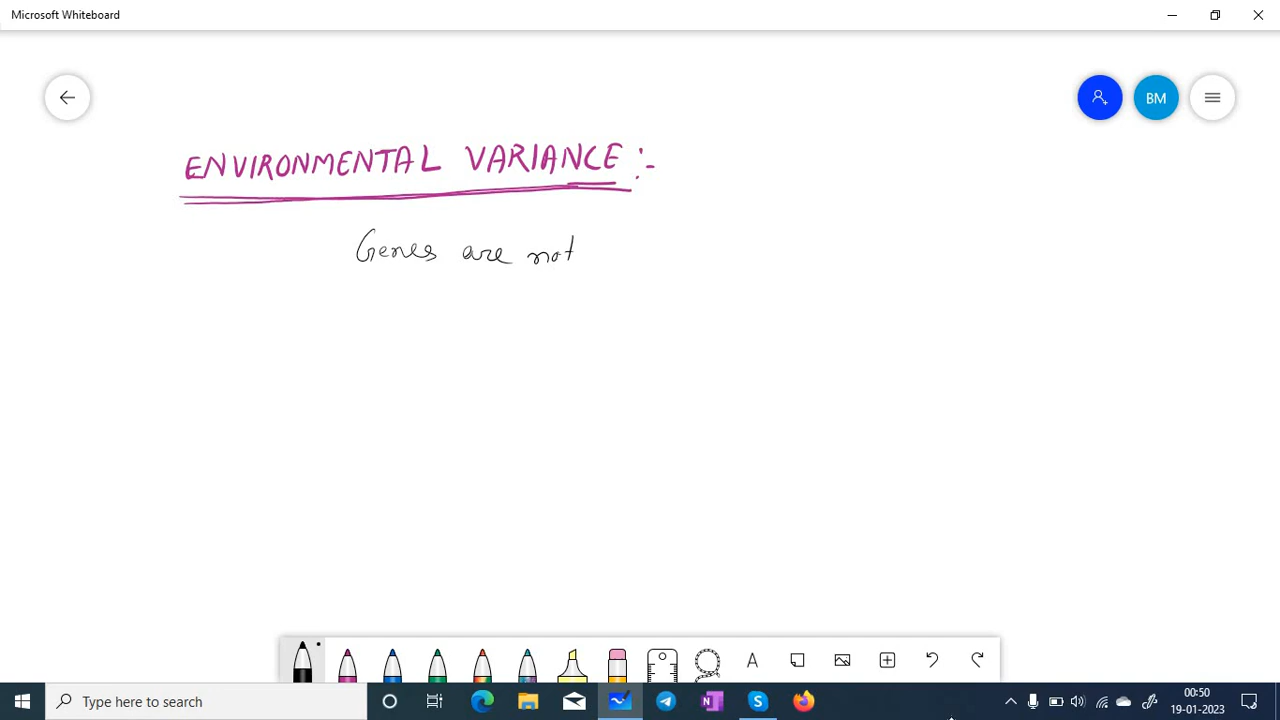 Microsoft Whiteboard
BM
ENVIRONMENTAL VARIANCE :-
Genes are not
A
Type here to search
N
S
00:50
19-01-2023